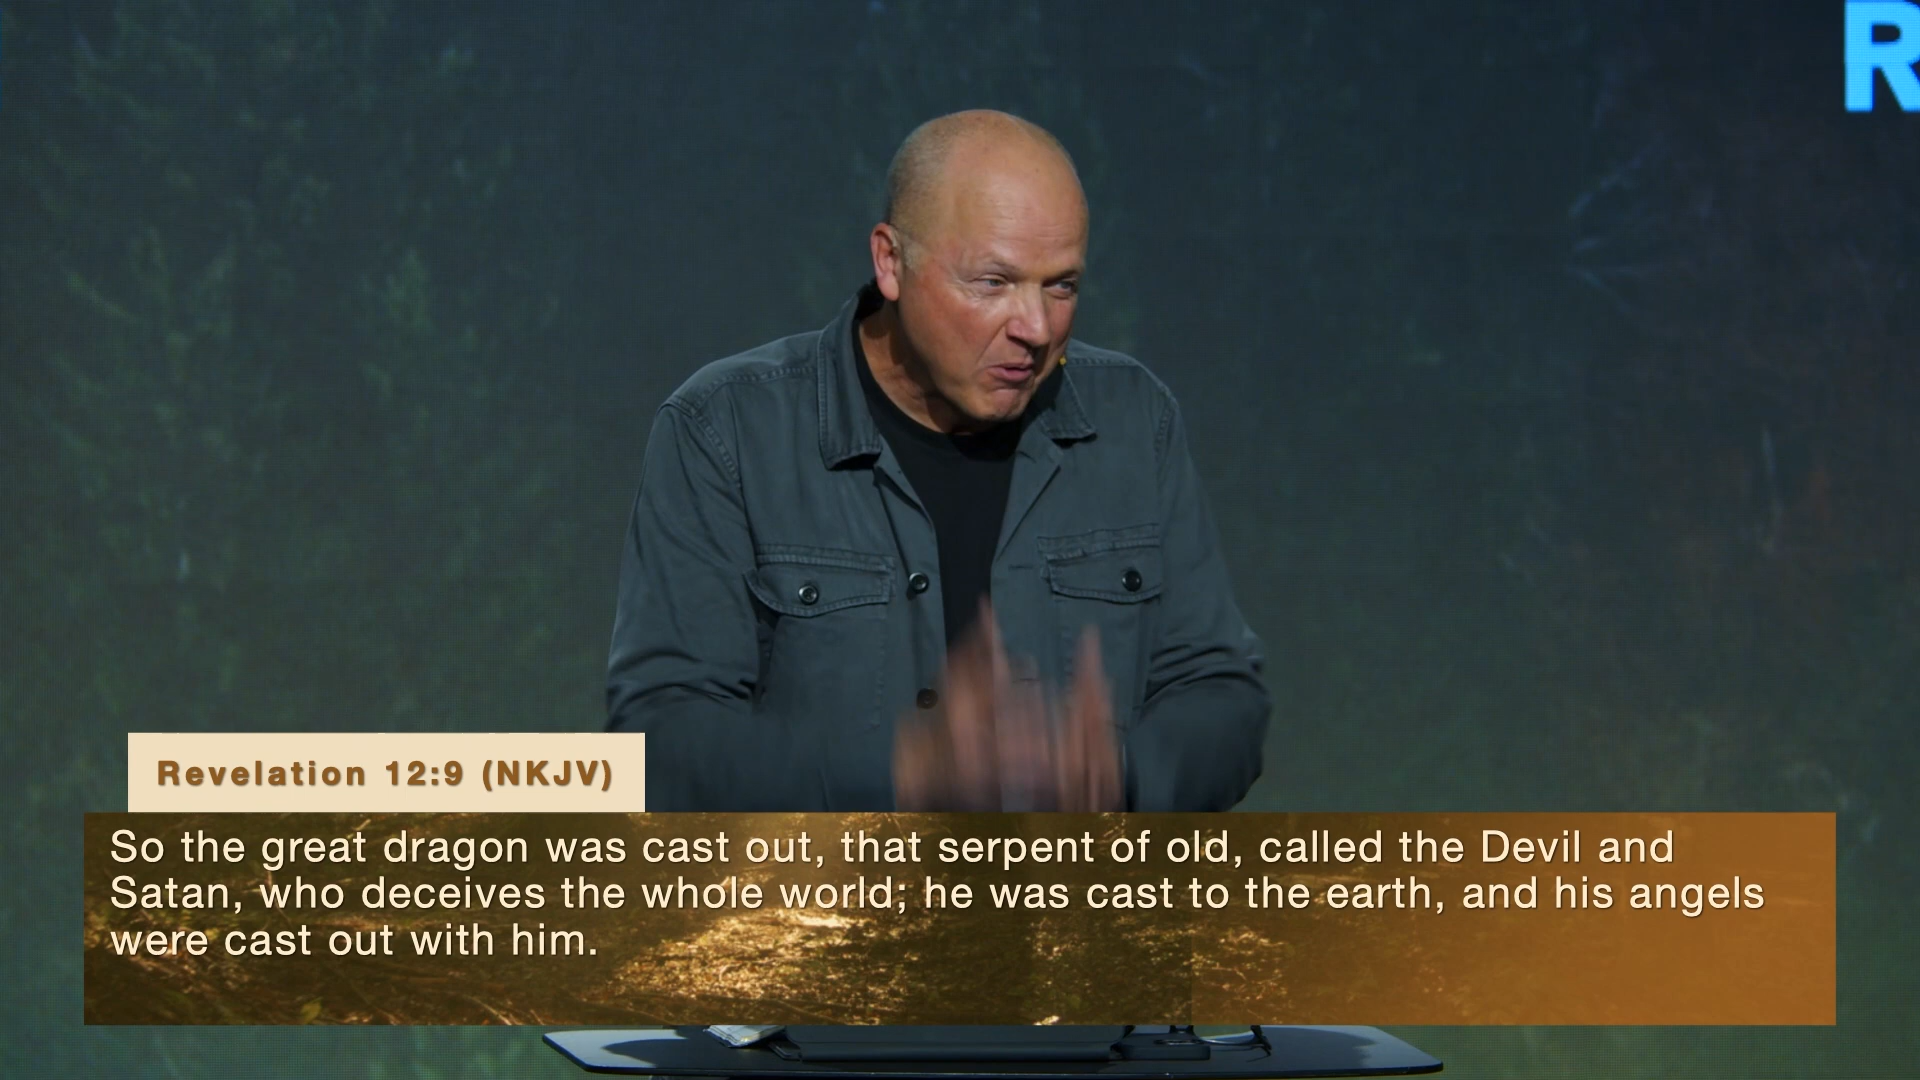 R
Revelation 12:9 (NKJV)
So the great dragon was cast out, that serpent of old, called the Devil and
Satan, who deceives the whole world; he was cast to the earth, and his angels
were cast out with him.